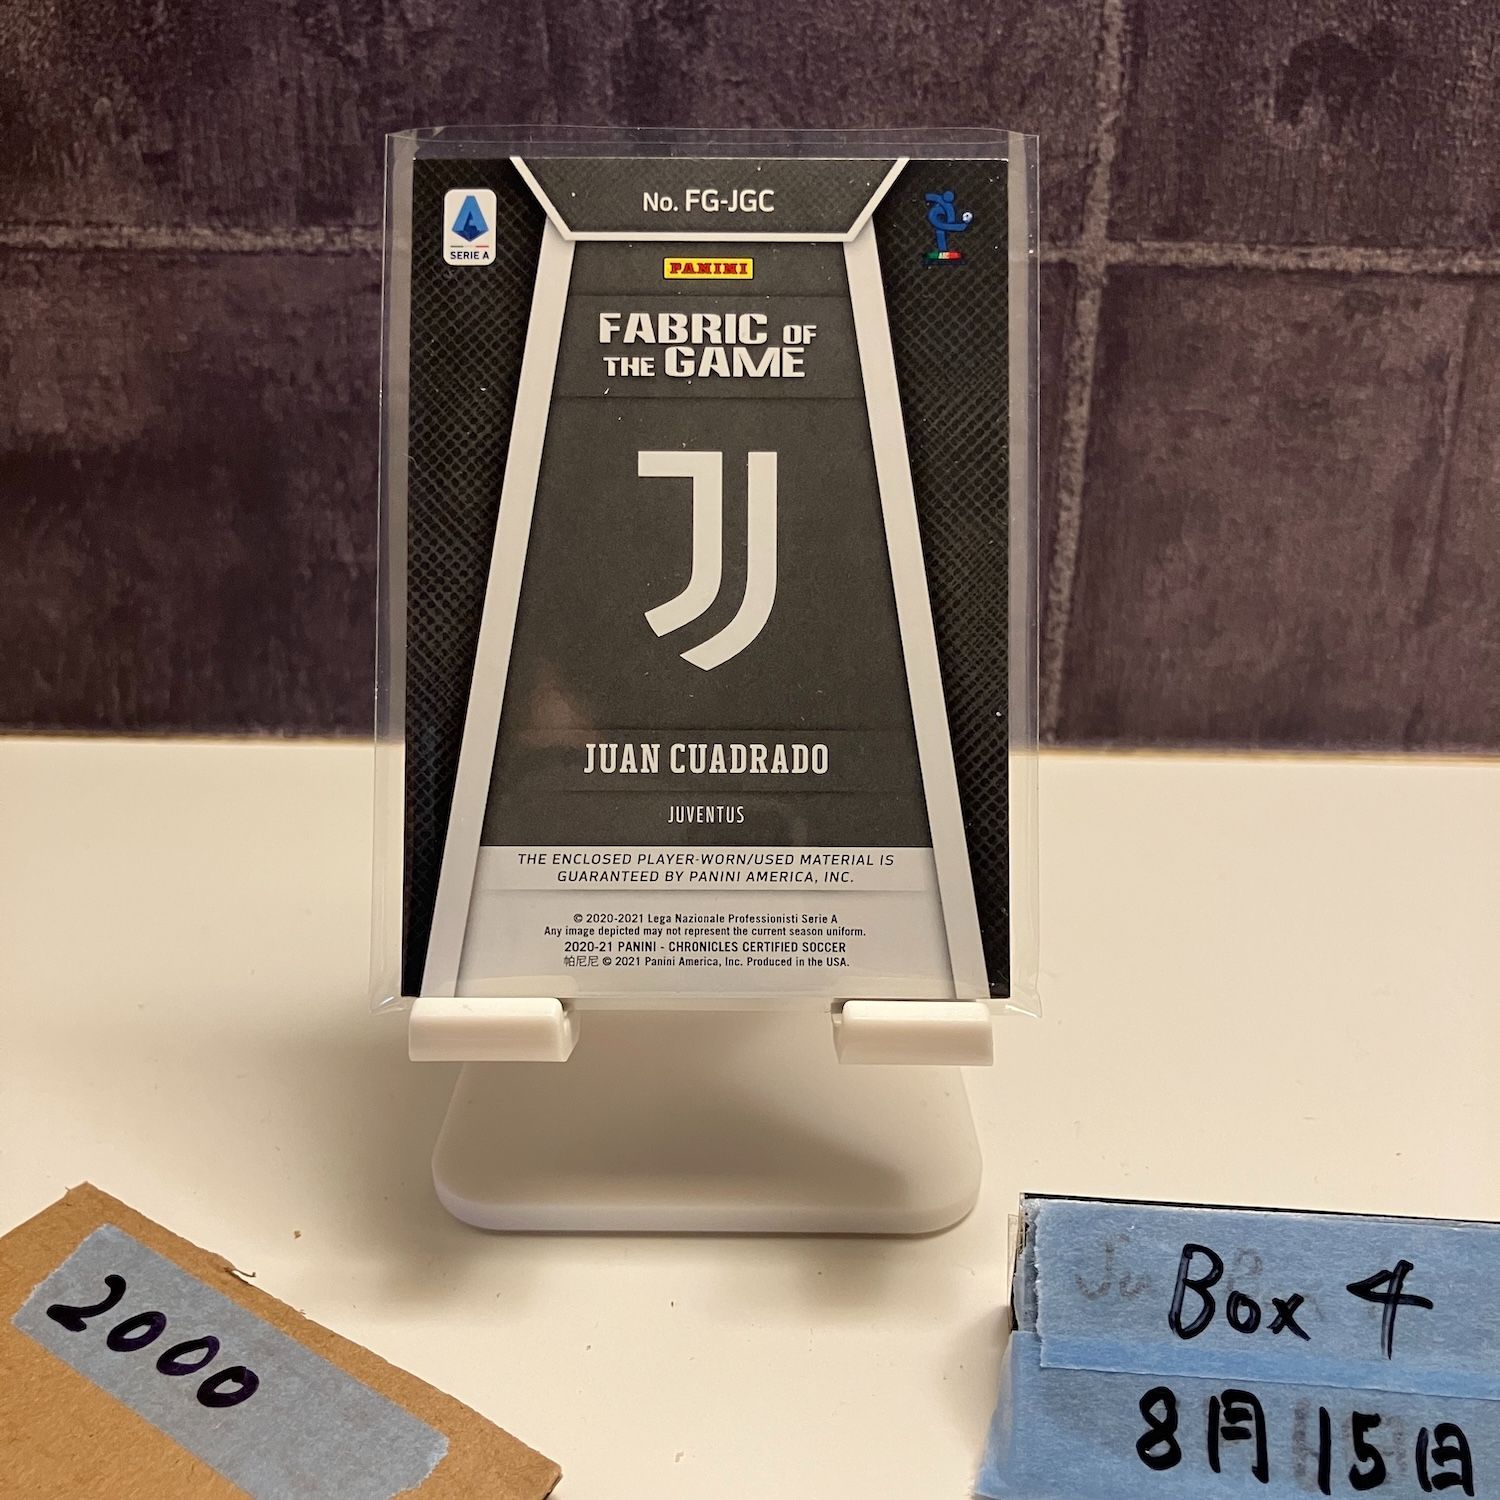 No. FG-JGC
SERIE A
PANINI
FABRIC OF
THE GAME
JUAN CUADRADO
JUVENTUS
THE ENCLOSED PLAYER-WORN/USED MATERIAL IS
GUARANTEED BY PANINI AMERICA, INC.
© 2020-2021 Lega Nazionale Professionisti Serie A
Any image depicted may not represent the current season uniform.
2020-21 PANINI - CHRONICLES CERTIFIED SOCCER
帕尼尼 © 2021 Panini America, Inc. Produced in the USA.
2000
Box 4
8月15日